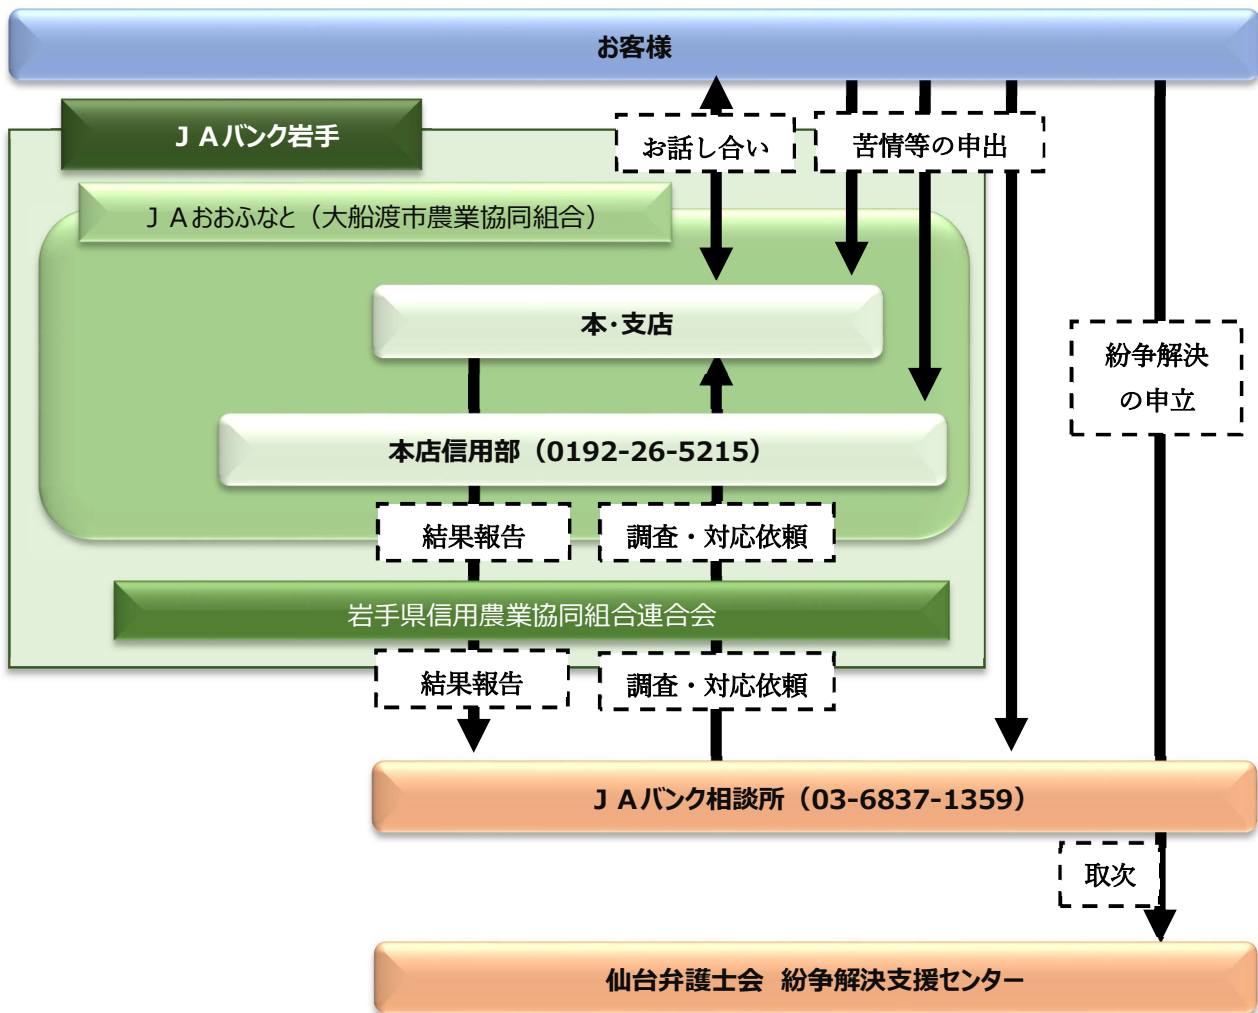 お客様
ＪＡバンク岩手
お話し合い
苦情等の申出
ＪＡおおふなと（大船渡市農業協同組合）
本・支店
紛争解決
の申立
本店信用部（0192-26-5215）
結果報告
調査・対応依頼
岩手県信用農業協同組合連合会
結果報告
調査・対応依頼
ＪＡバンク相談所（03-6837-1359）
取次
仙台弁護士会 紛争解決支援センター